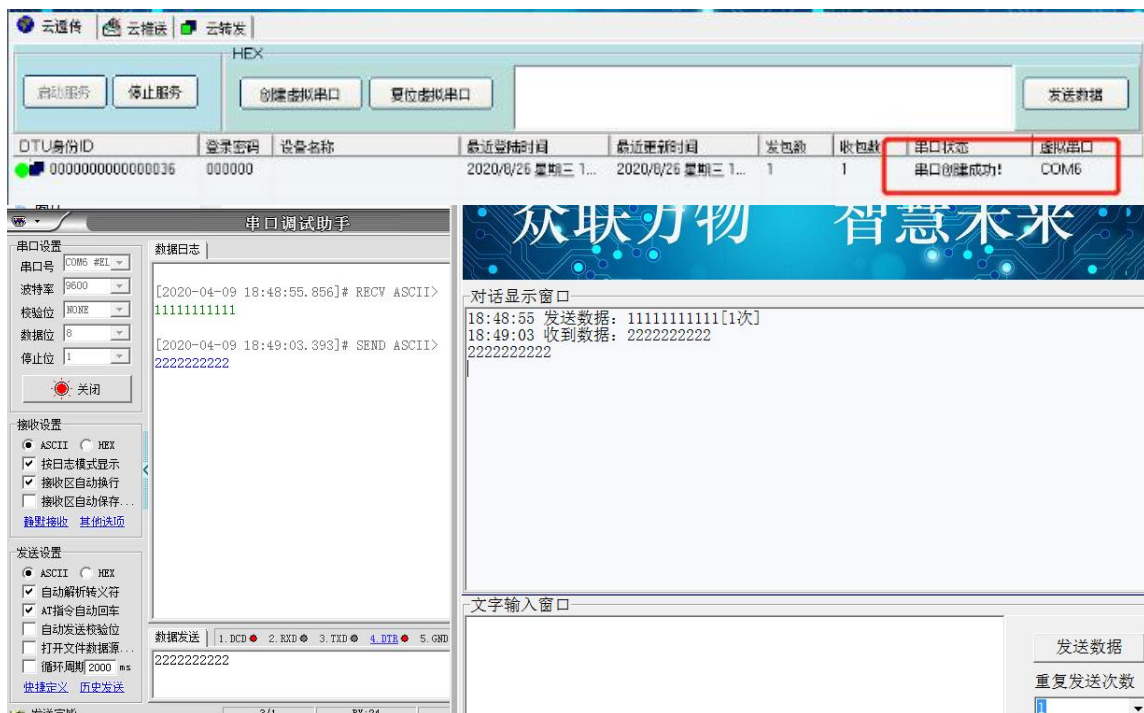 云透传 云推送 云转发
HEX
启动服务 停止服务 创建虚拟串口 复位虚拟串口 发送数据
DTU身份ID 登录密码 设备名称 最近登陆时间 最近更新时间 发包数 收包数 串口状态 虚拟串口
0000000000000036 000000 2020/8/26 星期三 1... 2020/8/26 星期三 1... 1 1 串口创建成功! COM6
串口调试助手
串口设置
串口号 COM6 #EL
波特率 9600
校验位 NONE
数据位 8
停止位 1
关闭
接收设置
ASCII HEX
按日志模式显示
接收区自动换行
接收区自动保存...
静默接收 其他选项
发送设置
ASCII HEX
自动解析转义符
AT指令自动回车
自动发送校验位
打开文件数据源...
循环周期 2000 ms
快捷定义 历史发送
数据日志
[2020-04-09 18:48:55.856]# RECV ASCII>
11111111111
[2020-04-09 18:49:03.393]# SEND ASCII>
2222222222
数据发送 1. DCD 2. RXD 3. TXD 4. DTR 5. GND
2222222222
众联万物 智慧未来
对话显示窗口
18:48:55 发送数据: 11111111111[1次]
18:49:03 收到数据: 2222222222
2222222222
文字输入窗口
发送数据
重复发送次数
1